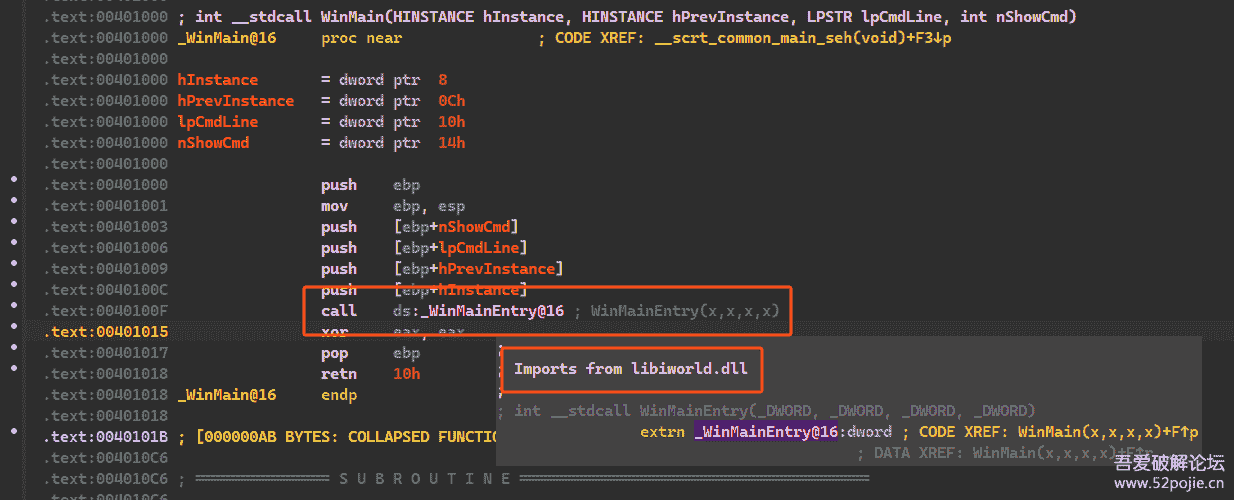 .text:00401000 ; int __stdcall WinMain(HINSTANCE hInstance, HINSTANCE hPrevInstance, LPSTR lpCmdLine, int nShowCmd)
.text:00401000 _WinMain@16     proc near               ; CODE XREF: __scrt_common_main_seh(void)+F3↓p
.text:00401000
.text:00401000 hInstance       = dword ptr  8
.text:00401000 hPrevInstance   = dword ptr  0Ch
.text:00401000 lpCmdLine       = dword ptr  10h
.text:00401000 nShowCmd        = dword ptr  14h
.text:00401000
.text:00401000                 push    ebp
.text:00401001                 mov     ebp, esp
.text:00401003                 push    [ebp+nShowCmd]
.text:00401006                 push    [ebp+lpCmdLine]
.text:00401009                 push    [ebp+hPrevInstance]
.text:0040100C                 push    [ebp+hInstance]
.text:0040100F                 call    ds:_WinMainEntry@16 ; WinMainEntry(x,x,x,x)
.text:00401015                 xor     eax, eax
.text:00401017                 pop     ebp
.text:00401018                 retn    10h
.text:00401018 _WinMain@16     endp
.text:00401018
.text:0040101B ; [000000AB BYTES: COLLAPSED FUNCTIO
.text:004010C6
.text:004010C6 ; =============== S U B R O U T I N E =======================================
.text:004010C6
;
; Imports from libiworld.dll
;
; int __stdcall WinMainEntry(_DWORD, _DWORD, _DWORD, _DWORD)
extrn _WinMainEntry@16:dword ; CODE XREF: WinMain(x,x,x,x)+F↑p
; DATA XREF: WinMain(x,x,x,x)+F↑r
吾爱破解论坛
www.52pojie.cn